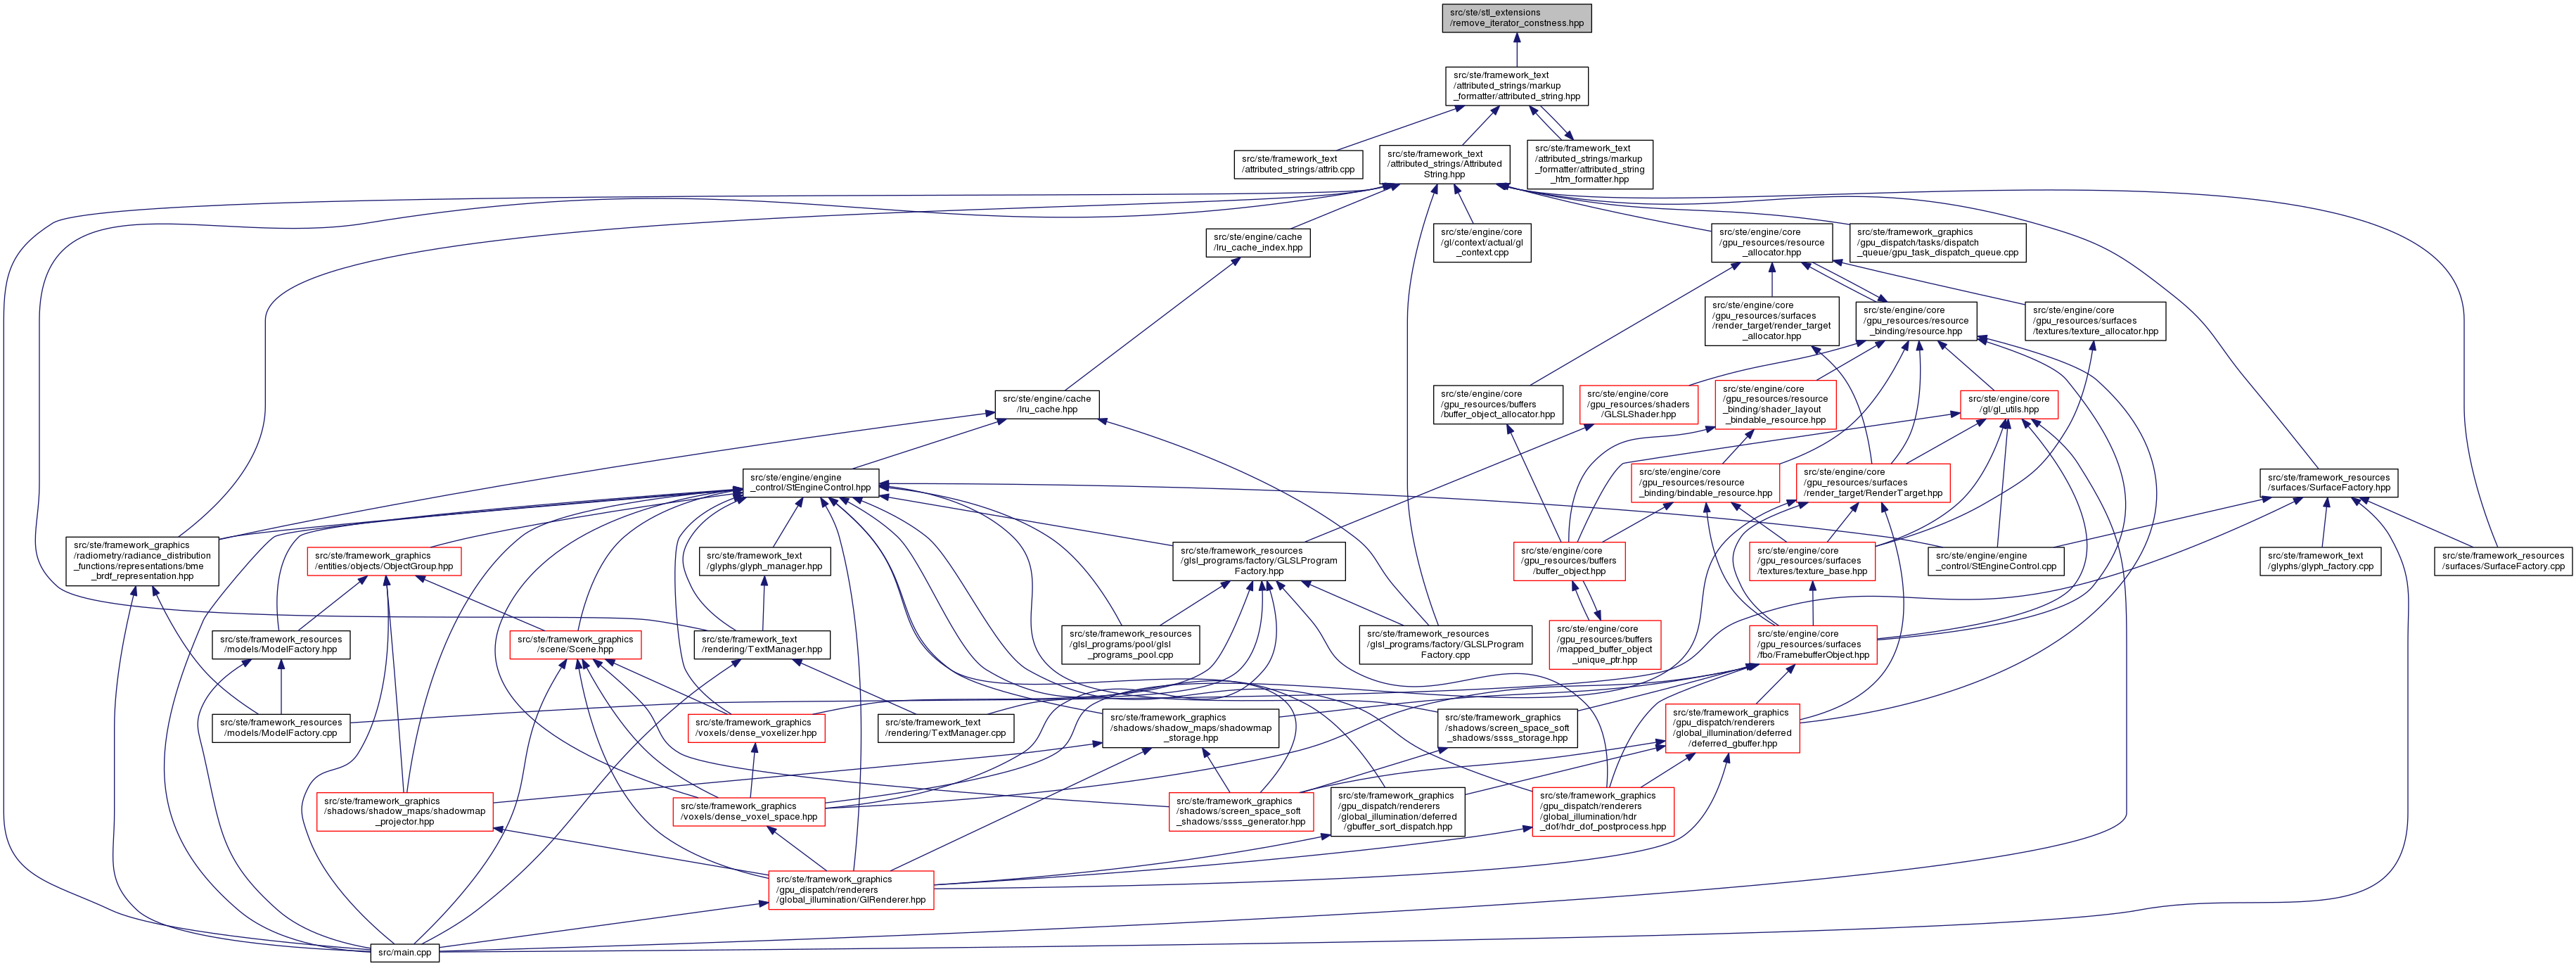 src/ste/stl_extensions
/remove_iterator_constness.hpp
src/ste/framework_text
/attributed_strings/markup
_formatter/attributed_string.hpp
src/ste/framework_text
/attributed_strings/attrib.cpp
src/ste/framework_text
/attributed_strings/Attributed
String.hpp
src/ste/framework_text
/attributed_strings/markup
_formatter/attributed_string
_htm_formatter.hpp
src/ste/engine/cache
/lru_cache_index.hpp
src/ste/engine/core
/gl/context/actual/gl
_context.cpp
src/ste/engine/core
/gpu_resources/resource
_allocator.hpp
src/ste/framework_graphics
/gpu_dispatch/tasks/dispatch
_queue/gpu_task_dispatch_queue.cpp
src/ste/engine/core
/gpu_resources/surfaces
/render_target/render_target
_allocator.hpp
src/ste/engine/core
/gpu_resources/resource
_binding/resource.hpp
src/ste/engine/core
/gpu_resources/surfaces
/textures/texture_allocator.hpp
src/ste/engine/cache
/lru_cache.hpp
src/ste/engine/core
/gpu_resources/buffers
/buffer_object_allocator.hpp
src/ste/engine/core
/gpu_resources/shaders
/GLSLShader.hpp
src/ste/engine/core
/gpu_resources/resource
_binding/shader_layout
_bindable_resource.hpp
src/ste/engine/core
/gl/gl_utils.hpp
src/ste/engine/engine
_control/StEngineControl.hpp
src/ste/engine/core
/gpu_resources/resource
_binding/bindable_resource.hpp
src/ste/engine/core
/gpu_resources/surfaces
/render_target/RenderTarget.hpp
src/ste/framework_resources
/surfaces/SurfaceFactory.hpp
src/ste/framework_graphics
/radiometry/radiance_distribution
_functions/representations/bme
_brdf_representation.hpp
src/ste/framework_graphics
/entities/objects/ObjectGroup.hpp
src/ste/framework_text
/glyphs/glyph_manager.hpp
src/ste/framework_resources
/glsl_programs/factory/GLSLProgram
Factory.hpp
src/ste/engine/core
/gpu_resources/buffers
/buffer_object.hpp
src/ste/engine/core
/gpu_resources/surfaces
/textures/texture_base.hpp
src/ste/engine/engine
_control/StEngineControl.cpp
src/ste/framework_text
/glyphs/glyph_factory.cpp
src/ste/framework_resources
/surfaces/SurfaceFactory.cpp
src/ste/framework_resources
/models/ModelFactory.hpp
src/ste/framework_graphics
/scene/Scene.hpp
src/ste/framework_text
/rendering/TextManager.hpp
src/ste/framework_resources
/glsl_programs/pool/glsl
_programs_pool.cpp
src/ste/framework_resources
/glsl_programs/factory/GLSLProgram
Factory.cpp
src/ste/engine/core
/gpu_resources/buffers
/mapped_buffer_object
_unique_ptr.hpp
src/ste/engine/core
/gpu_resources/surfaces
/fbo/FramebufferObject.hpp
src/ste/framework_resources
/models/ModelFactory.cpp
src/ste/framework_graphics
/voxels/dense_voxelizer.hpp
src/ste/framework_text
/rendering/TextManager.cpp
src/ste/framework_graphics
/shadows/shadow_maps/shadowmap
_storage.hpp
src/ste/framework_graphics
/shadows/screen_space_soft
_shadows/ssss_storage.hpp
src/ste/framework_graphics
/gpu_dispatch/renderers
/global_illumination/deferred
/deferred_gbuffer.hpp
src/ste/framework_graphics
/shadows/shadow_maps/shadowmap
_projector.hpp
src/ste/framework_graphics
/voxels/dense_voxel_space.hpp
src/ste/framework_graphics
/shadows/screen_space_soft
_shadows/ssss_generator.hpp
src/ste/framework_graphics
/gpu_dispatch/renderers
/global_illumination/deferred
/gbuffer_sort_dispatch.hpp
src/ste/framework_graphics
/gpu_dispatch/renderers
/global_illumination/hdr
_dof/hdr_dof_postprocess.hpp
src/ste/framework_graphics
/gpu_dispatch/renderers
/global_illumination/GIRenderer.hpp
src/main.cpp